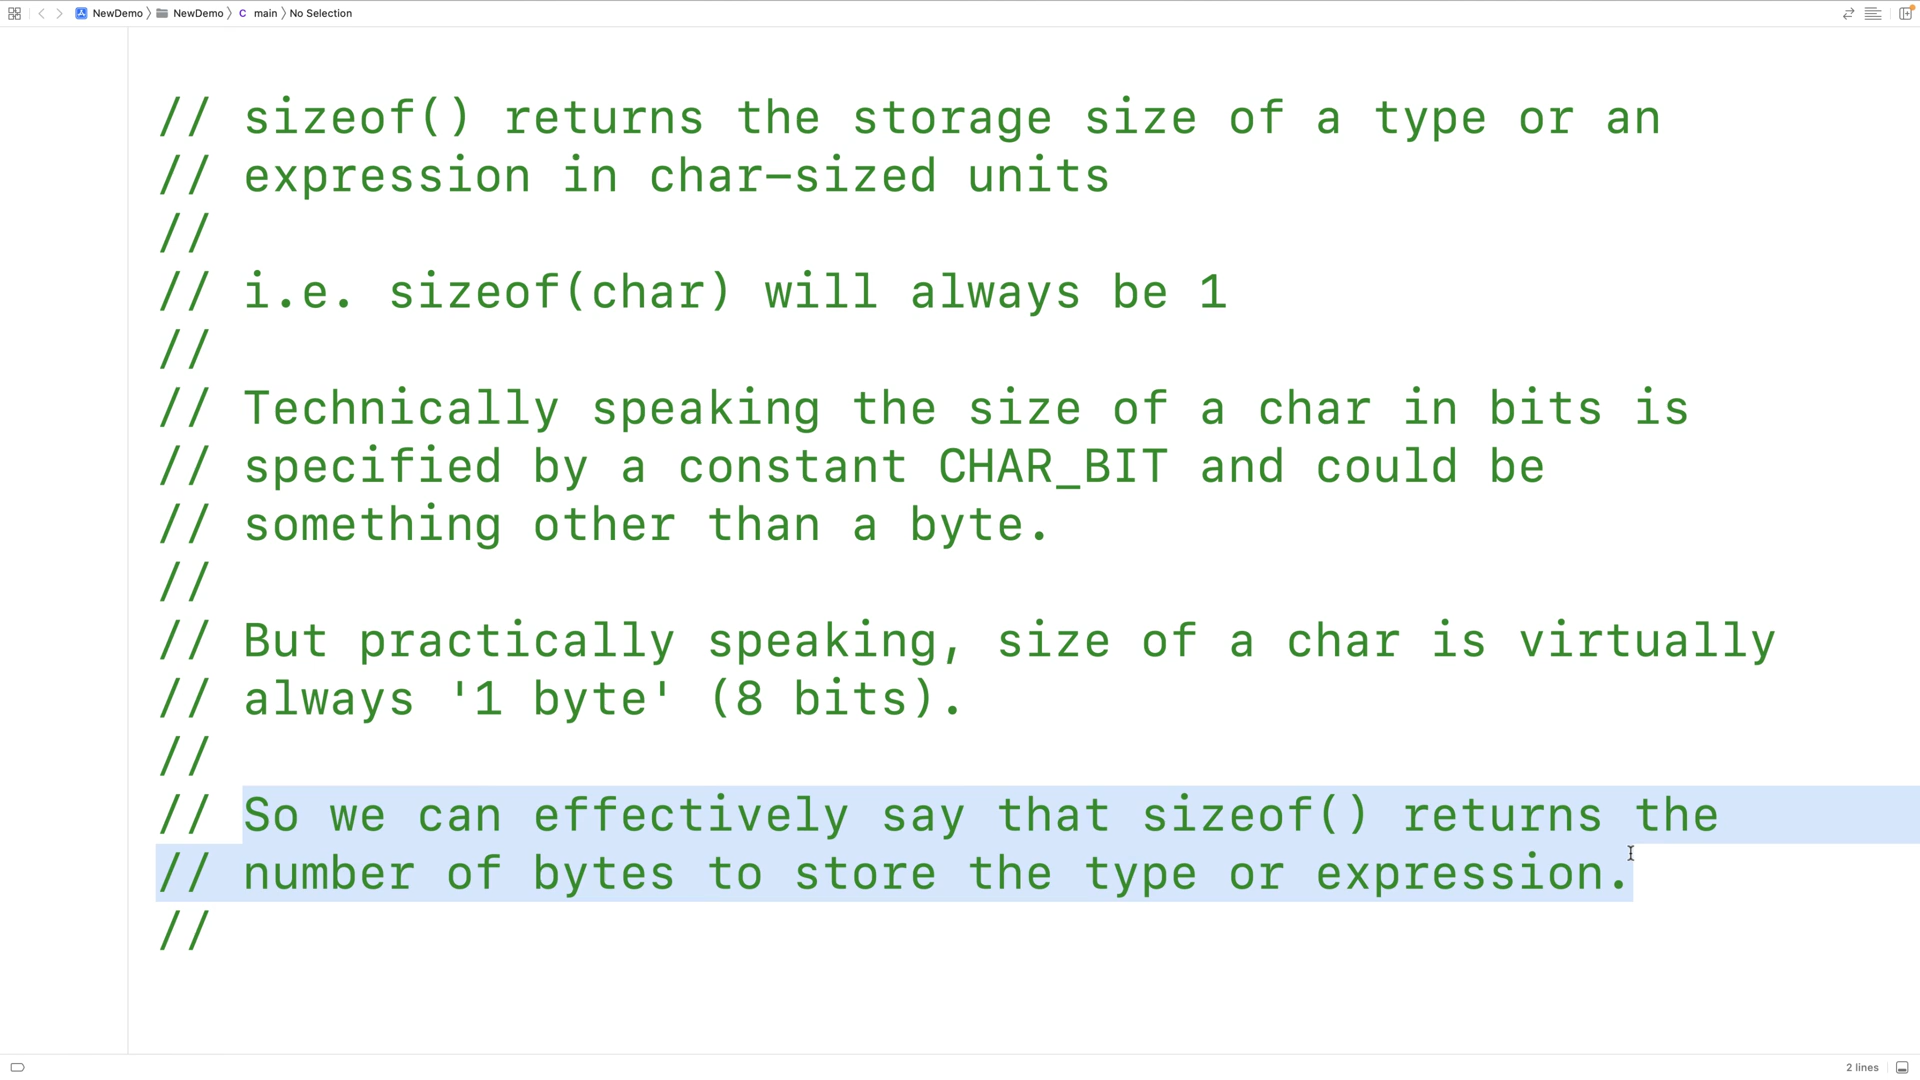 NewDemo 〉 NewDemo 〉 C main 〉 No Selection
// sizeof() returns the storage size of a type or an
// expression in char-sized units
//
// i.e. sizeof(char) will always be 1
//
// Technically speaking the size of a char in bits is
// specified by a constant CHAR_BIT and could be
// something other than a byte.
//
// But practically speaking, size of a char is virtually
// always '1 byte' (8 bits).
//
// So we can effectively say that sizeof() returns the
// number of bytes to store the type or expression.
//
2 lines